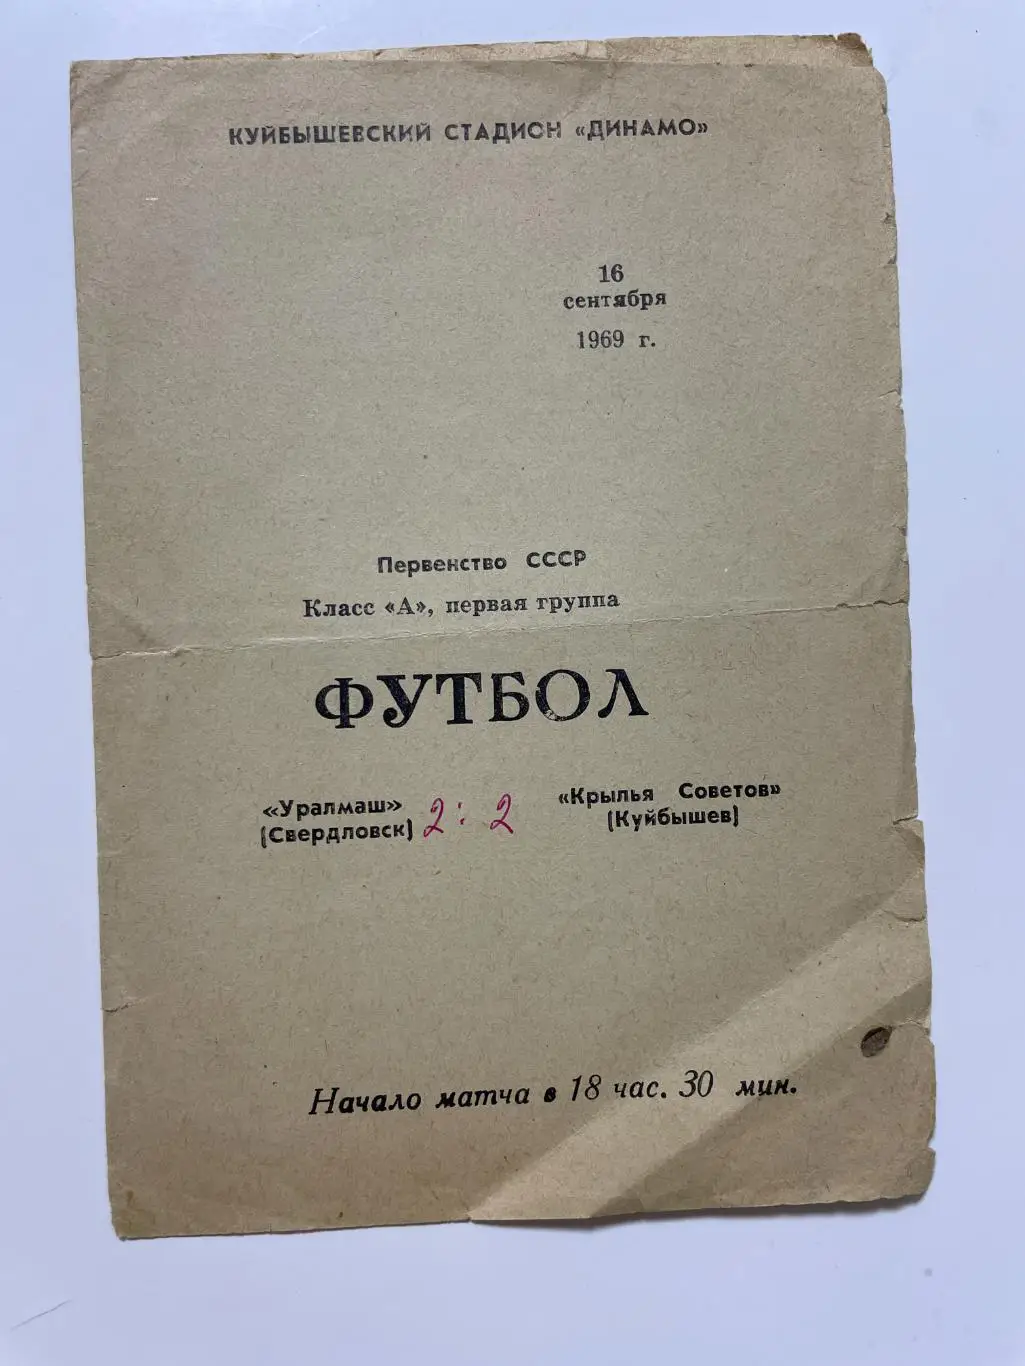 КУЙБЫШЕВСКИЙ СТАДИОН «ДИНАМО»
16
сентября
1969 г.
Первенство СССР
Класс «А», первая группа
ФУТБОЛ
«Уралмаш» 2:2 «Крылья Советов»
(Свердловск) (Куйбышев)
Начало матча в 18 час. 30 мин.